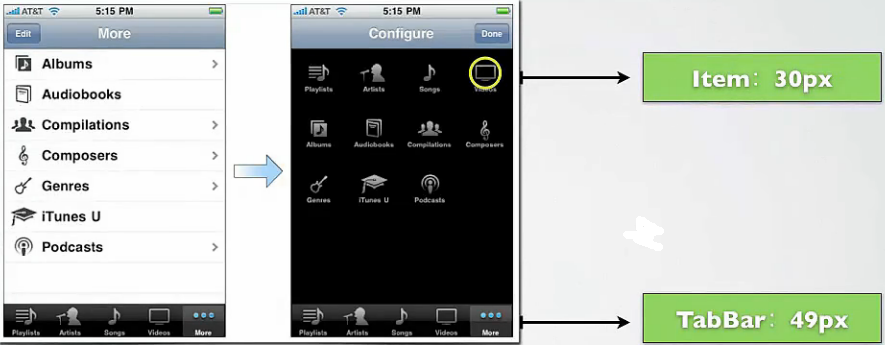 AT&T 5:15 PM
Edit More
Albums
Audiobooks
Compilations
Composers
Genres
iTunes U
Podcasts
Playlists Artists Songs Videos More
AT&T 5:15 PM
Configure Done
Playlists Artists Songs Videos
Albums Audiobooks Compilations Composers
Genres iTunes U Podcasts
Playlists Artists Songs Videos More
Item：30px
TabBar：49px